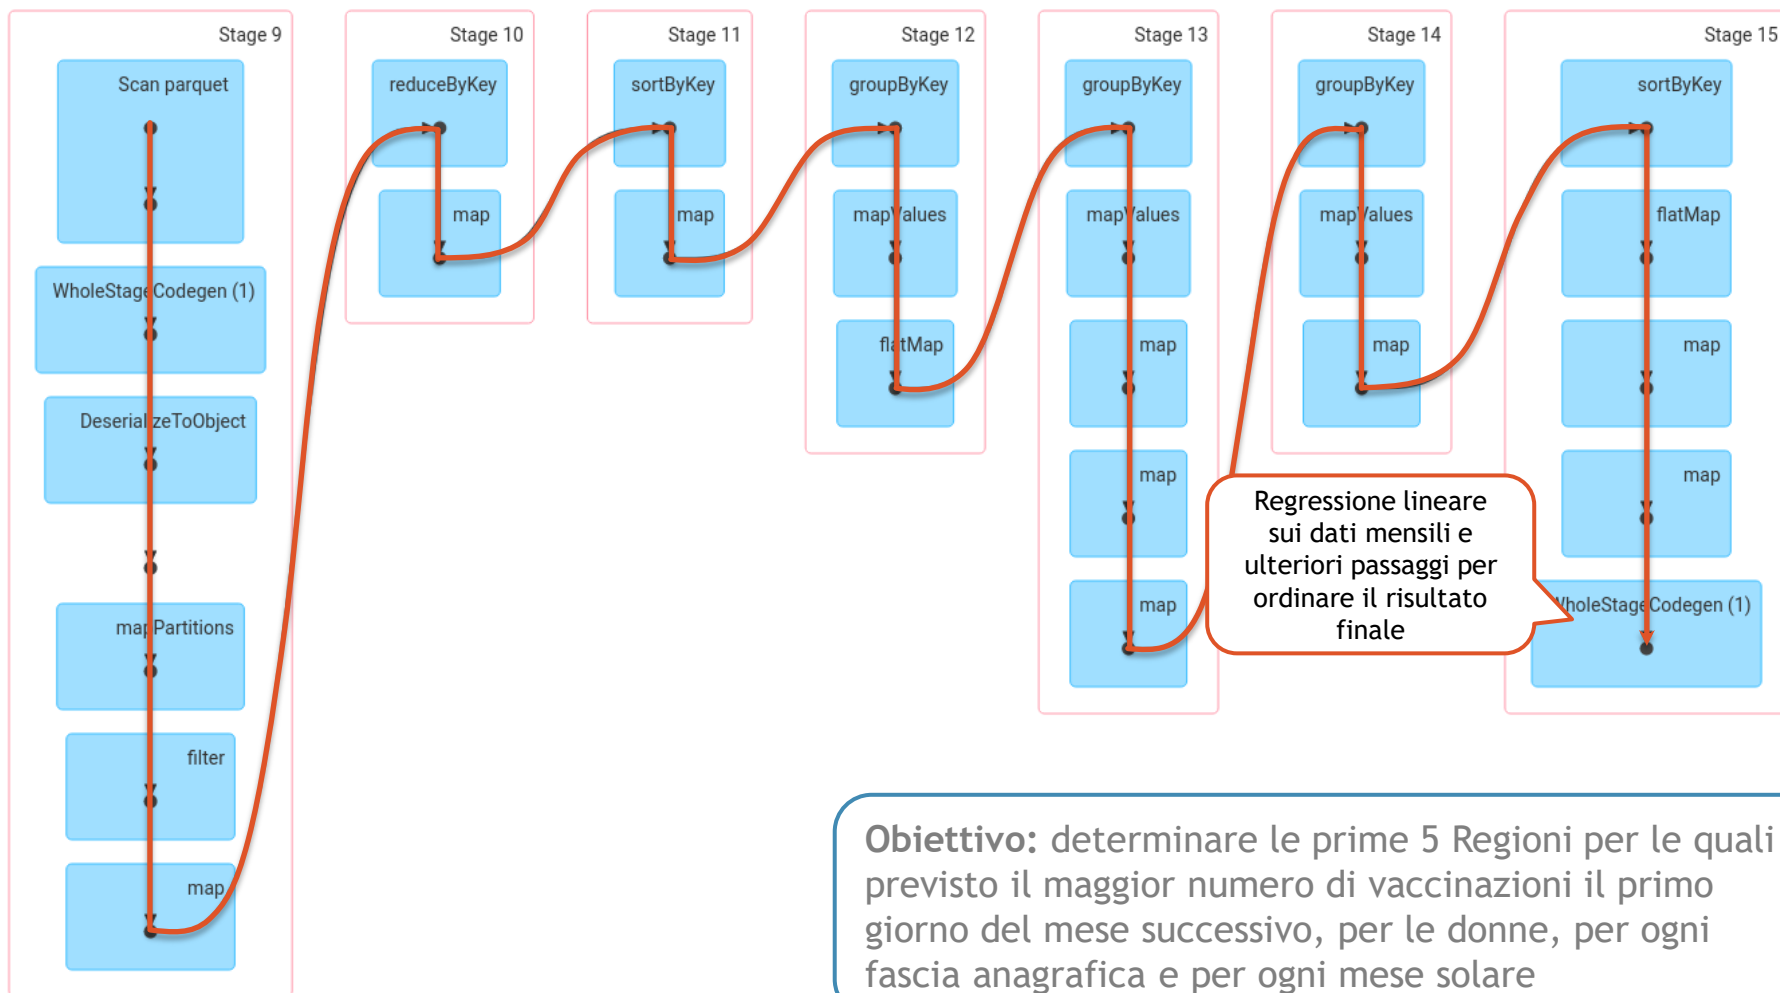 Stage 9
Scan parquet
WholeStageCodegen (1)
DeserializeToObject
mapPartitions
filter
map
Stage 10
reduceByKey
map
Stage 11
sortByKey
map
Stage 12
groupByKey
mapValues
flatMap
Stage 13
groupByKey
mapValues
map
map
map
Stage 14
groupByKey
mapValues
map
Stage 15
sortByKey
flatMap
map
map
WholeStageCodegen (1)
Regressione lineare
sui dati mensili e
ulteriori passaggi per
ordinare il risultato
finale
Obiettivo: determinare le prime 5 Regioni per le quali
previsto il maggior numero di vaccinazioni il primo
giorno del mese successivo, per le donne, per ogni
fascia anagrafica e per ogni mese solare